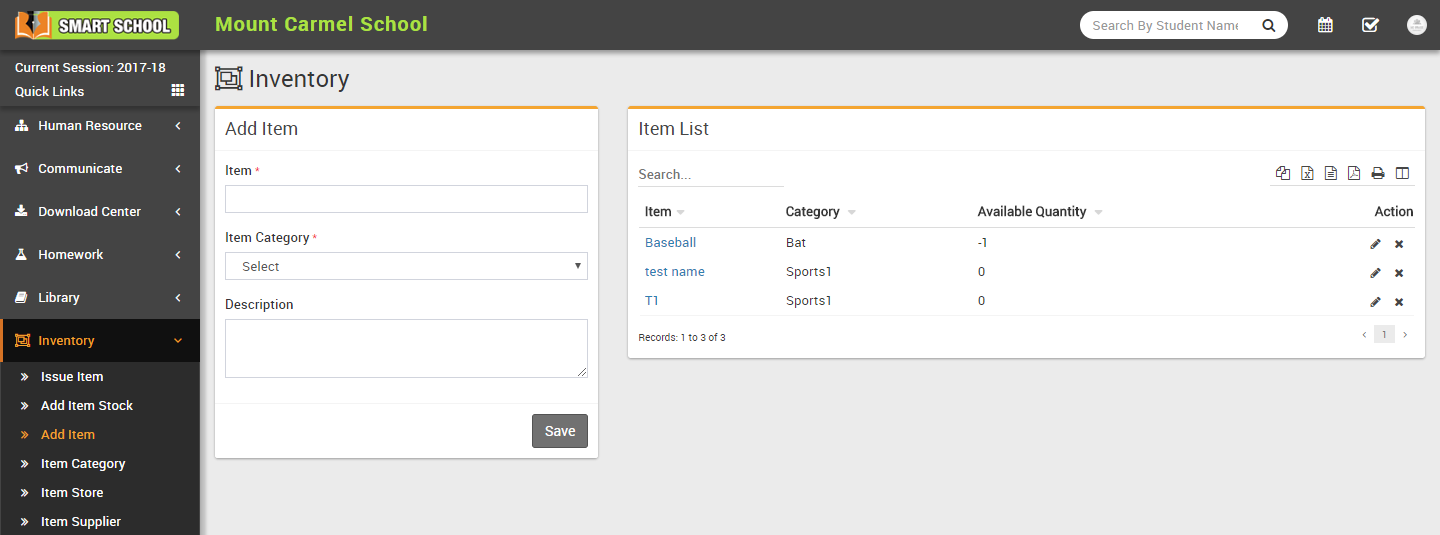 SMART SCHOOL
Mount Carmel School
Search By Student Name
Current Session: 2017-18
Quick Links
Human Resource
Communicate
Download Center
Homework
Library
Inventory
Issue Item
Add Item Stock
Add Item
Item Category
Item Store
Item Supplier
Inventory
Add Item
Item *
Item Category *
Select
Description
Save
Item List
Search...
Item Category Available Quantity Action
Baseball Bat -1
test name Sports1 0
T1 Sports1 0
Records: 1 to 3 of 3
1